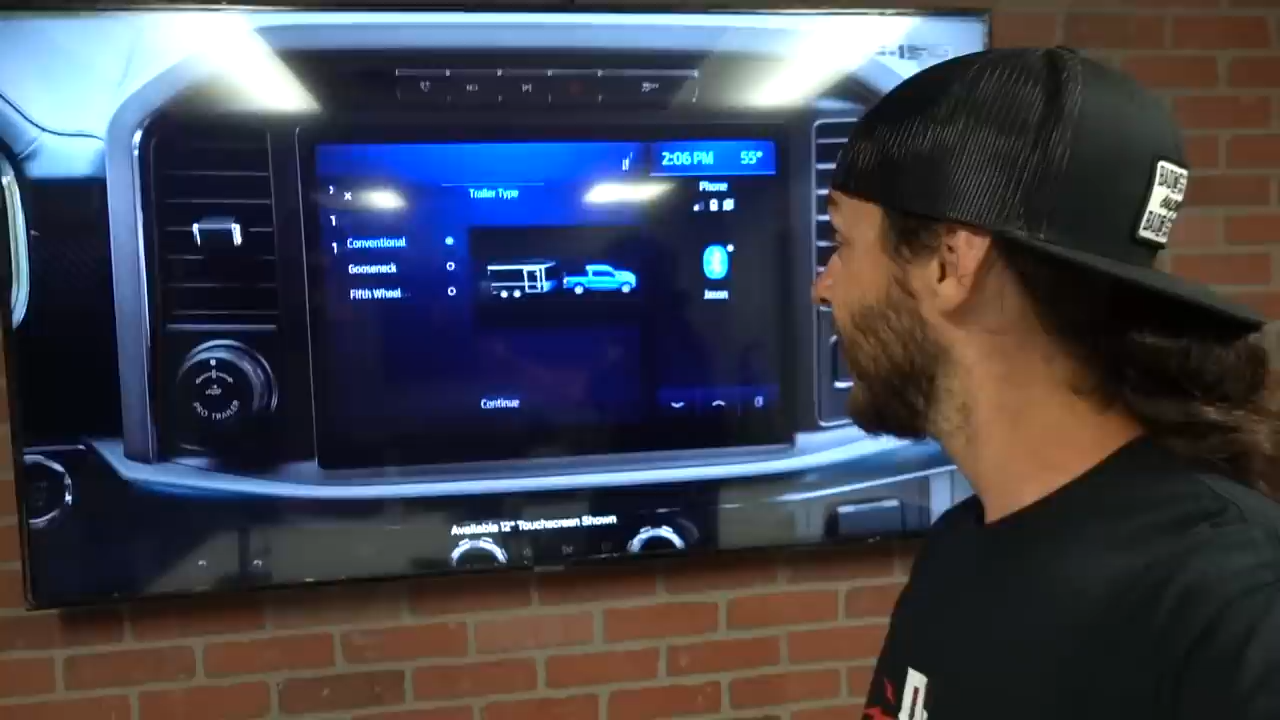 2:06 PM 55°
Trailer Type
Phone
x
Conventional
Gooseneck
Fifth Wheel
Jason
Continue
PRO TRAILER
Available 12" Touchscreen Shown